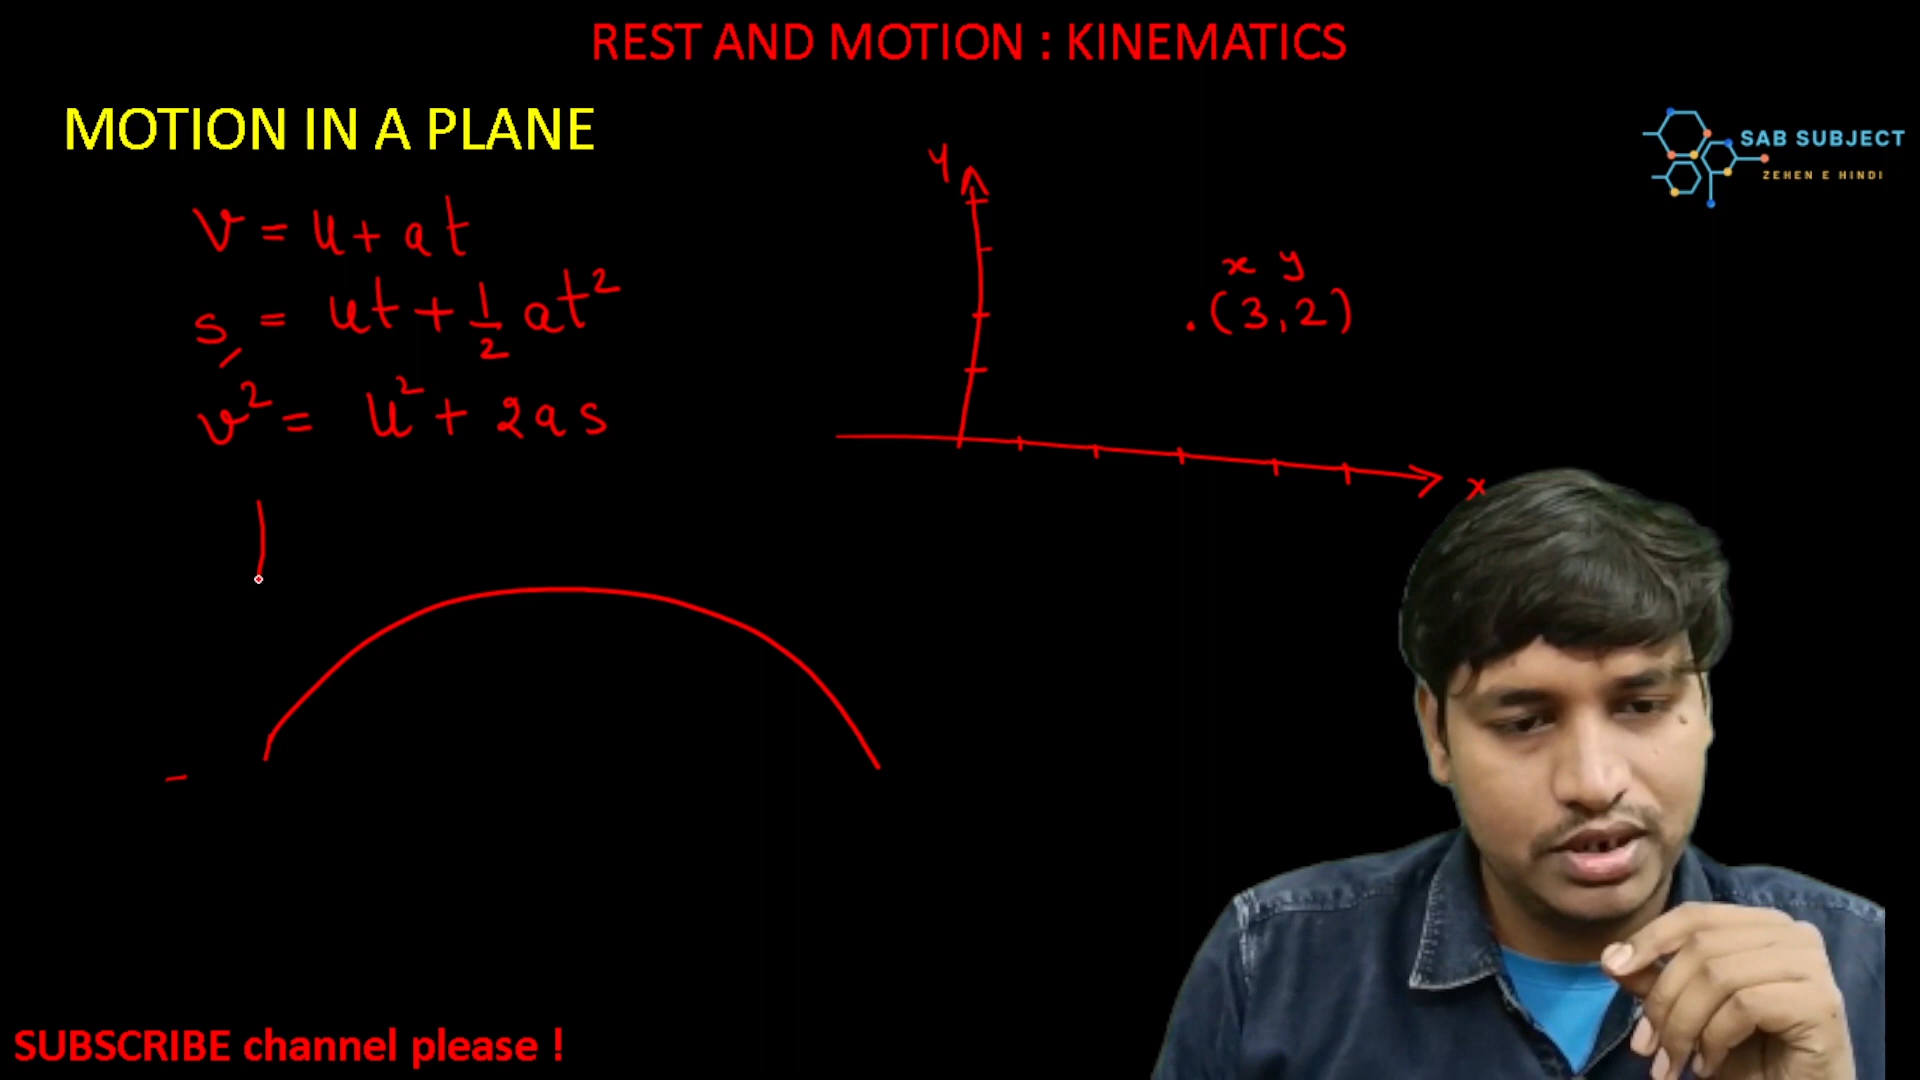 REST AND MOTION : KINEMATICS
MOTION IN A PLANE
SAB SUBJECT
ZEHEN E HINDI
v = u + at
s = ut + 1/2 at²
v² = u² + 2as
y
x y
.(3,2)
x
SUBSCRIBE channel please !